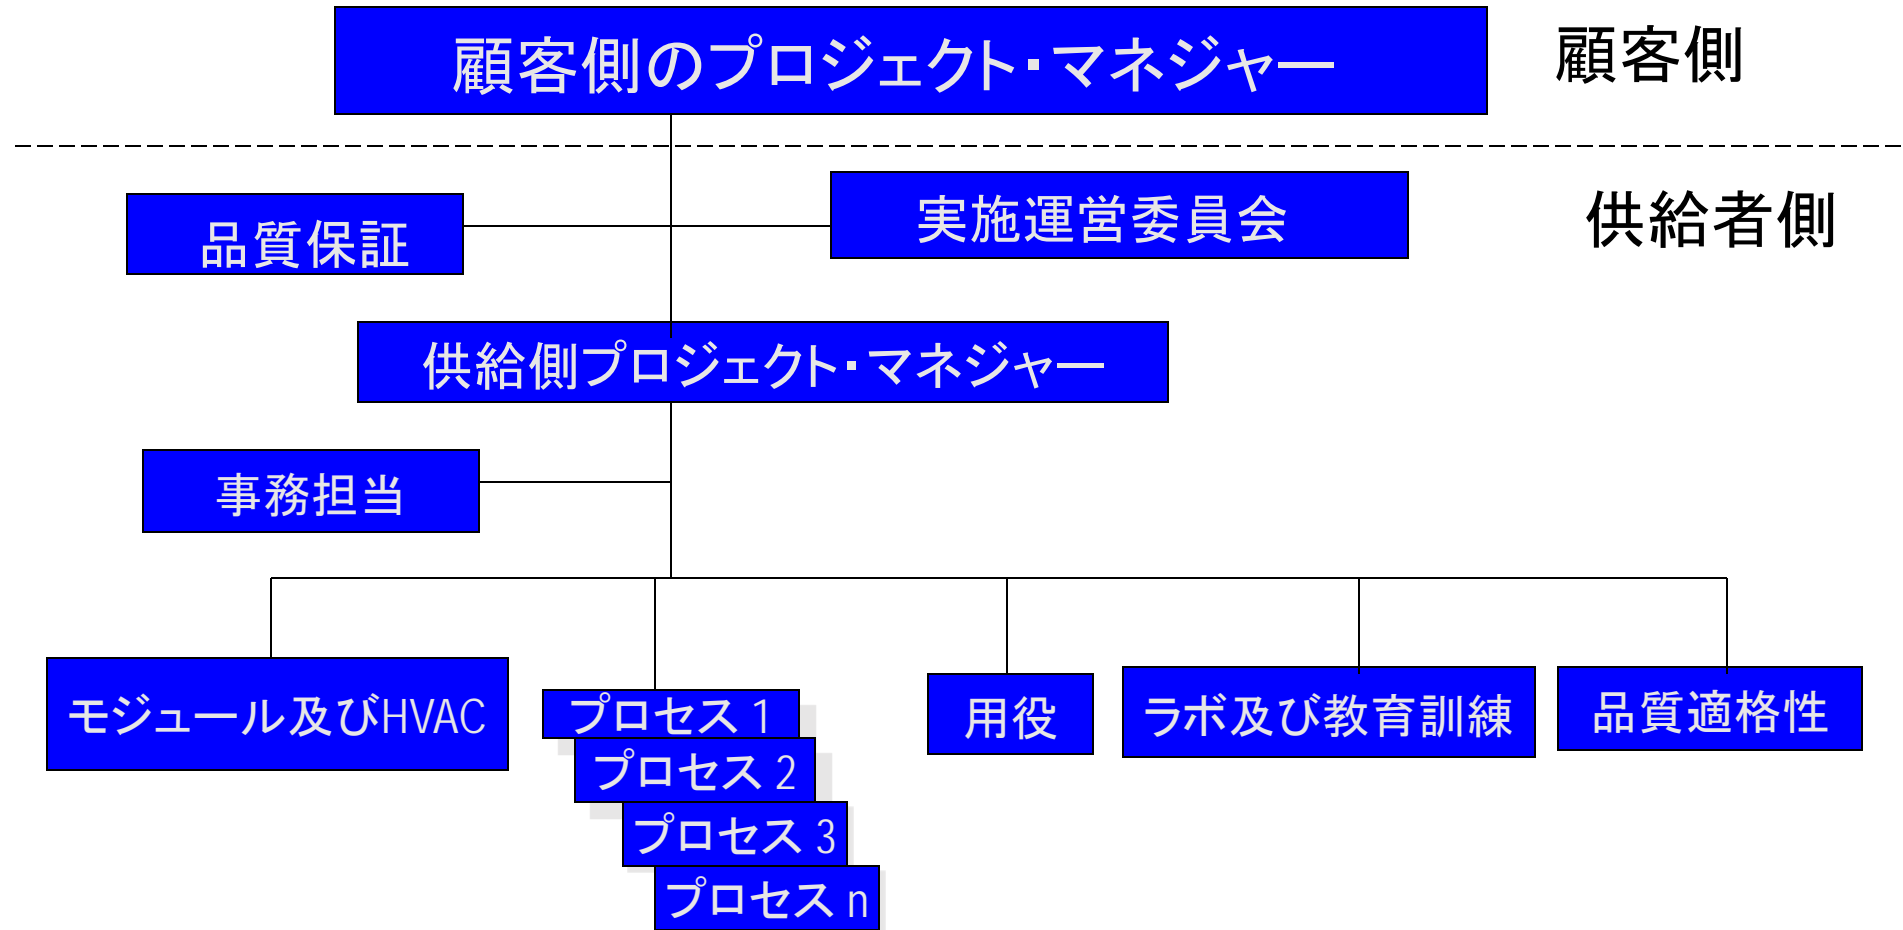 顧客側のプロジェクト・マネジャー
顧客側
品質保証
実施運営委員会
供給者側
供給側プロジェクト・マネジャー
事務担当
モジュール及びHVAC
プロセス 1
プロセス 2
プロセス 3
プロセス n
用役
ラボ及び教育訓練
品質適格性